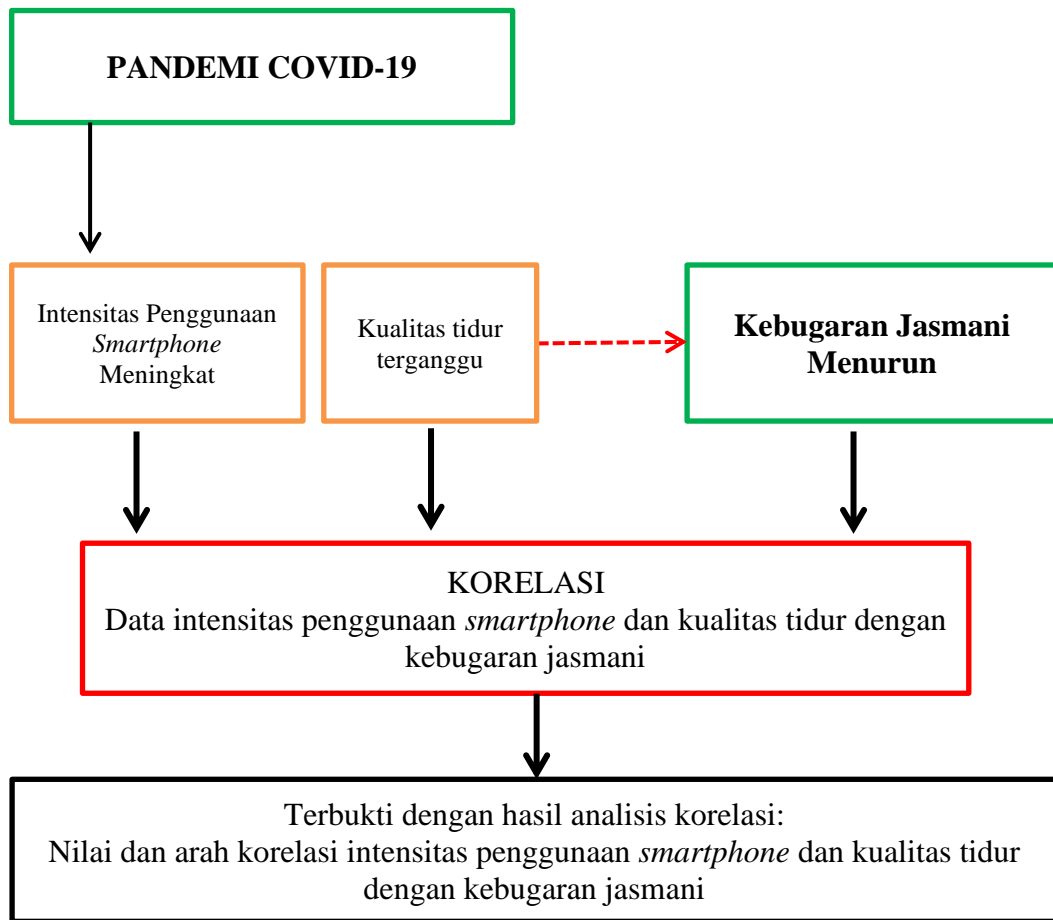 PANDEMI COVID-19
Intensitas Penggunaan
Smartphone
Meningkat
Kualitas tidur
terganggu
Kebugaran Jasmani
Menurun
KORELASI
Data intensitas penggunaan smartphone dan kualitas tidur dengan
kebugaran jasmani
Terbukti dengan hasil analisis korelasi:
Nilai dan arah korelasi intensitas penggunaan smartphone dan kualitas tidur
dengan kebugaran jasmani